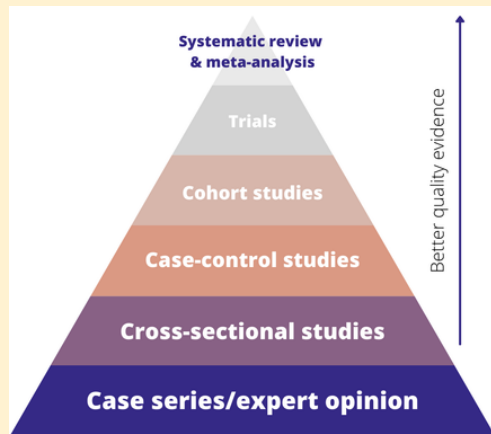 Systematic review
& meta-analysis
Trials
Cohort studies
Case-control studies
Cross-sectional studies
Case series/expert opinion
Better quality evidence